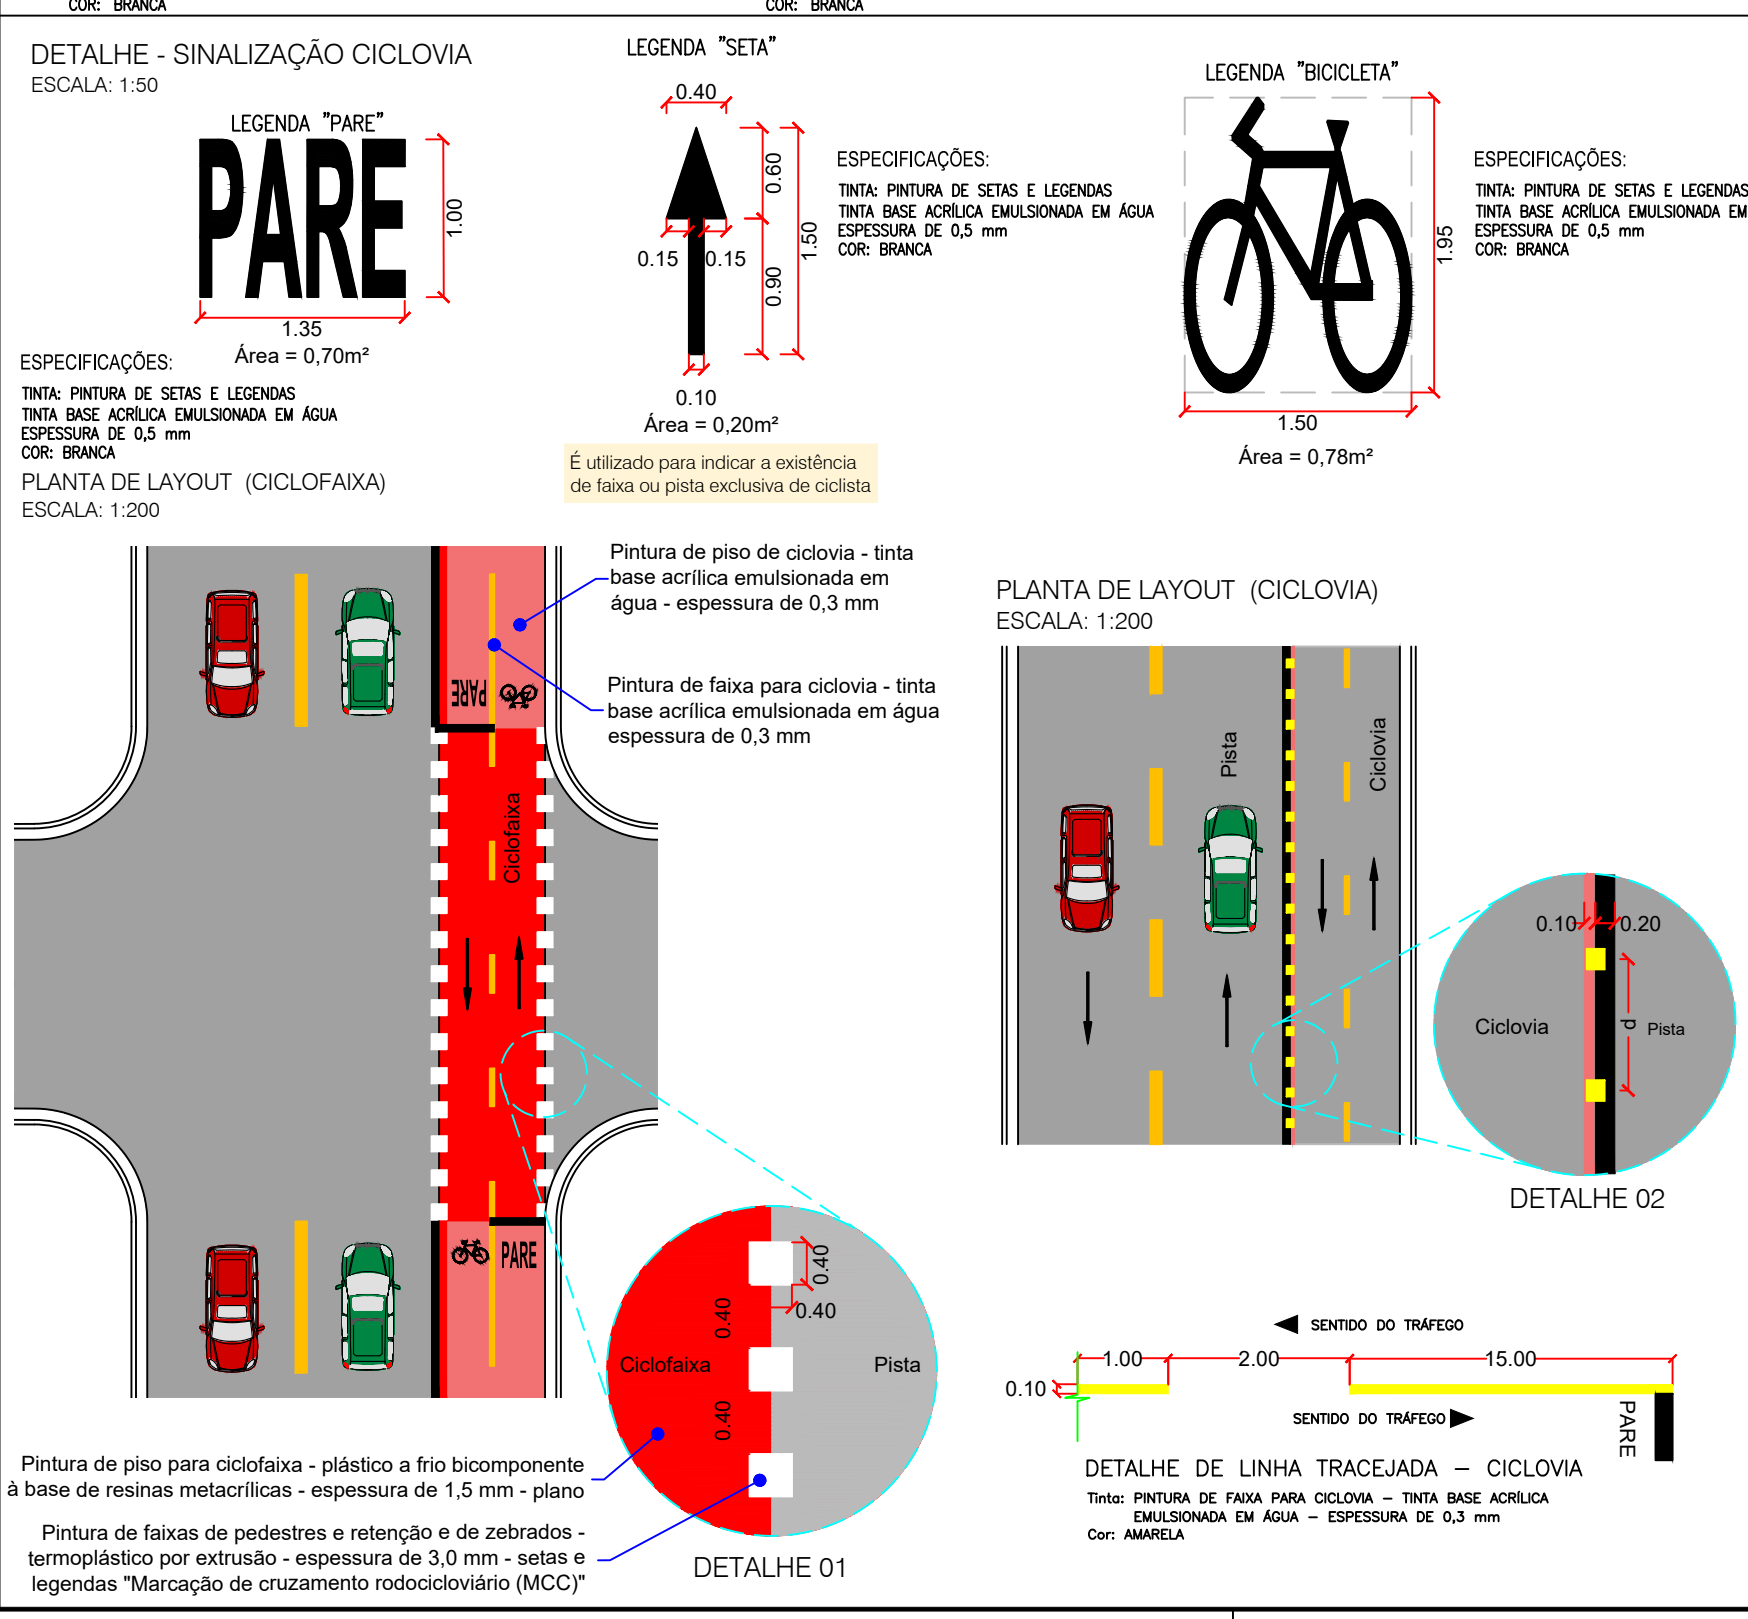 COR: BRANCA
COR: BRANCA
DETALHE - SINALIZAÇÃO CICLOVIA
ESCALA: 1:50
LEGENDA "PARE"
PARE
1.00
1.35
Área = 0,70m²
ESPECIFICAÇÕES:
TINTA: PINTURA DE SETAS E LEGENDAS
TINTA BASE ACRÍLICA EMULSIONADA EM ÁGUA
ESPESSURA DE 0,5 mm
COR: BRANCA
LEGENDA "SETA"
0.40
0.60
1.50
0.15
0.15
0.90
0.10
Área = 0,20m²
É utilizado para indicar a existência
de faixa ou pista exclusiva de ciclista
ESPECIFICAÇÕES:
TINTA: PINTURA DE SETAS E LEGENDAS
TINTA BASE ACRÍLICA EMULSIONADA EM ÁGUA
ESPESSURA DE 0,5 mm
COR: BRANCA
LEGENDA "BICICLETA"
1.95
1.50
Área = 0,78m²
ESPECIFICAÇÕES:
TINTA: PINTURA DE SETAS E LEGENDAS
TINTA BASE ACRÍLICA EMULSIONADA EM
ESPESSURA DE 0,5 mm
COR: BRANCA
PLANTA DE LAYOUT (CICLOFAIXA)
ESCALA: 1:200
Pintura de piso de ciclovia - tinta
base acrílica emulsionada em
água - espessura de 0,3 mm
Pintura de faixa para ciclovia - tinta
base acrílica emulsionada em água
espessura de 0,3 mm
PARE
Ciclofaixa
PARE
0.40
0.40
0.40
0.40
Ciclofaixa
Pista
DETALHE 01
Pintura de piso para ciclofaixa - plástico a frio bicomponente
à base de resinas metacrílicas - espessura de 1,5 mm - plano
Pintura de faixas de pedestres e retenção e de zebrados -
termoplástico por extrusão - espessura de 3,0 mm - setas e
legendas "Marcação de cruzamento rodocicloviário (MCC)"
PLANTA DE LAYOUT (CICLOVIA)
ESCALA: 1:200
Pista
Ciclovia
0.10
0.20
Ciclovia
d
Pista
DETALHE 02
SENTIDO DO TRÁFEGO
1.00
2.00
15.00
0.10
SENTIDO DO TRÁFEGO
PARE
DETALHE DE LINHA TRACEJADA – CICLOVIA
Tinta: PINTURA DE FAIXA PARA CICLOVIA – TINTA BASE ACRÍLICA
EMULSIONADA EM ÁGUA – ESPESSURA DE 0,3 mm
Cor: AMARELA